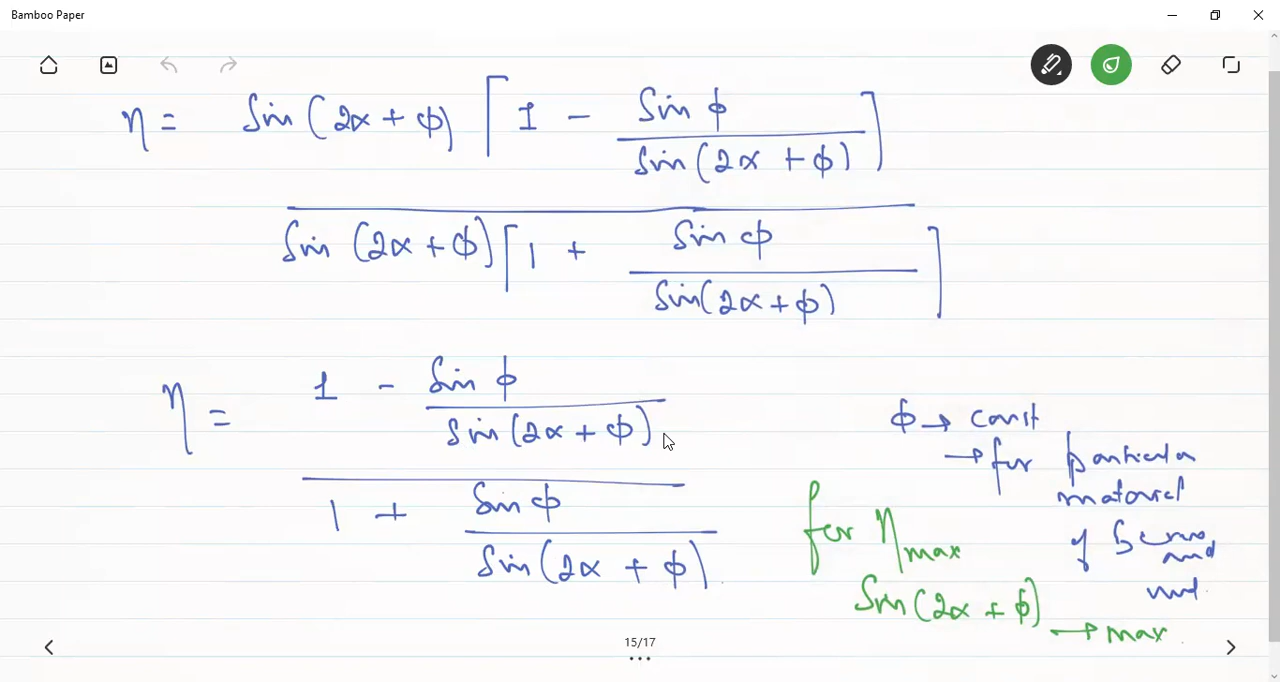 Bamboo Paper
η = Sin (2α + ϕ) [ 1 - Sin ϕ / Sin (2α + ϕ) ]
Sin (2α + ϕ) [ 1 + Sin ϕ / Sin (2α + ϕ) ]
η = 1 - Sin ϕ / Sin (2α + ϕ)
1 + Sin ϕ / Sin (2α + ϕ)
ϕ → const
→ for particular
material
of Screw
and
nut.
for ηmax
Sin (2α + ϕ)
→ max
15/17